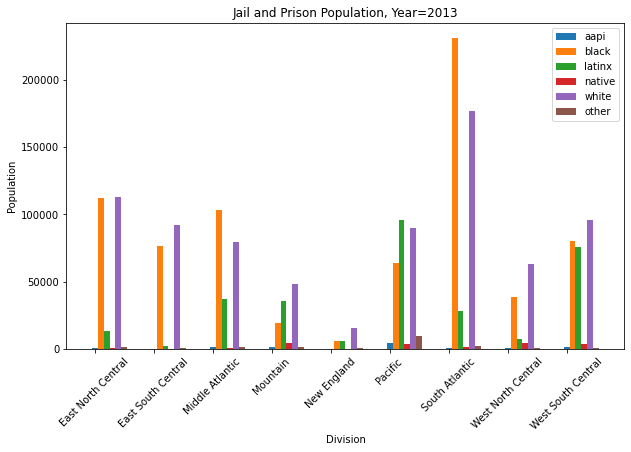 Jail and Prison Population, Year=2013
aapi
black
latinx
native
white
other
Population
200000
150000
100000
50000
0
East North Central
East South Central
Middle Atlantic
Mountain
New England
Pacific
South Atlantic
West North Central
West South Central
Division